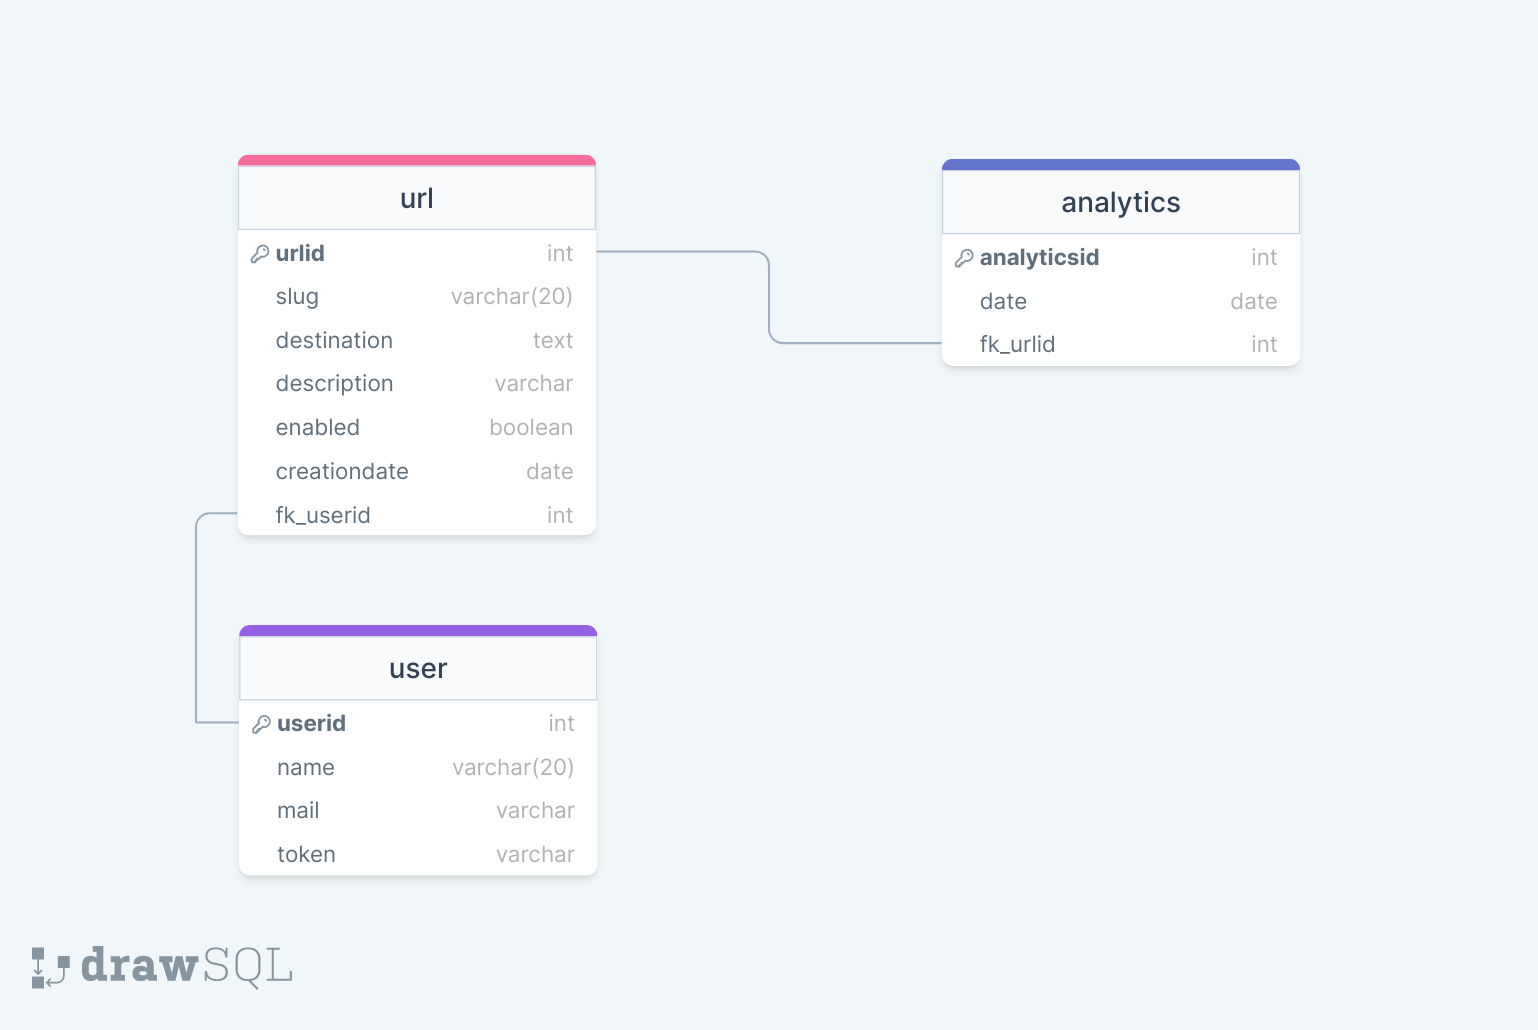 url
urlid int
slug varchar(20)
destination text
description varchar
enabled boolean
creationdate date
fk_userid int
analytics
analyticsid int
date date
fk_urlid int
user
userid int
name varchar(20)
mail varchar
token varchar
drawSQL